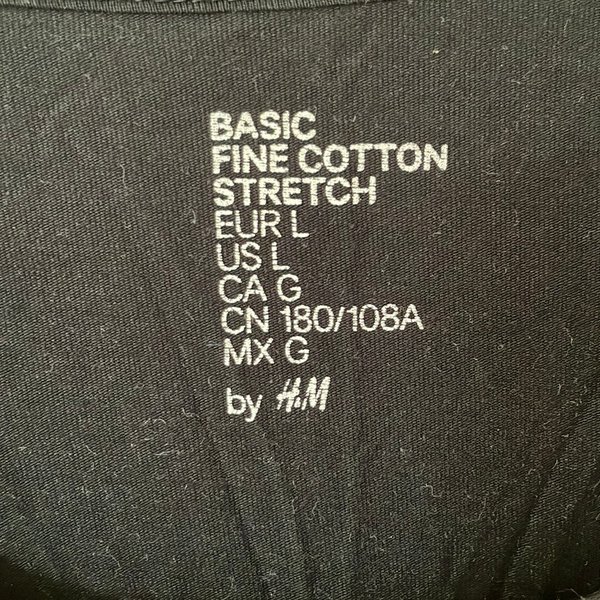 BASIC
FINE COTTON
STRETCH
EUR L
US L
CA G
CN 180/108A
MX G
by H&M